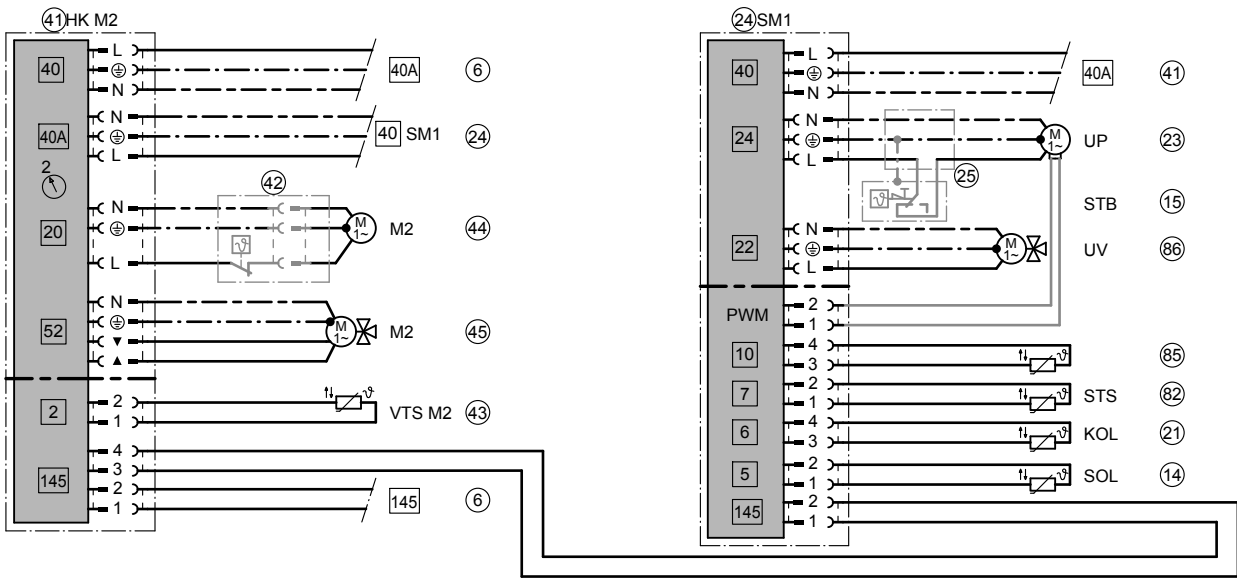 41 HK M2
40
L
N
40A
6
40A
N
L
40 SM1
24
2
42
20
N
L
ϑ
M
1~
M2
44
52
N
▼
▲
M
1~
M2
45
2
2
1
ϑ
VTS M2
43
145
4
3
2
1
145
6
24 SM1
40
L
N
40A
41
24
N
L
M
1~
UP
23
25
ϑ
STB
15
22
N
L
M
1~
UV
86
PWM
2
1
10
4
3
ϑ
85
7
2
1
ϑ
STS
82
6
4
3
ϑ
KOL
21
5
2
1
ϑ
SOL
14
145
2
1